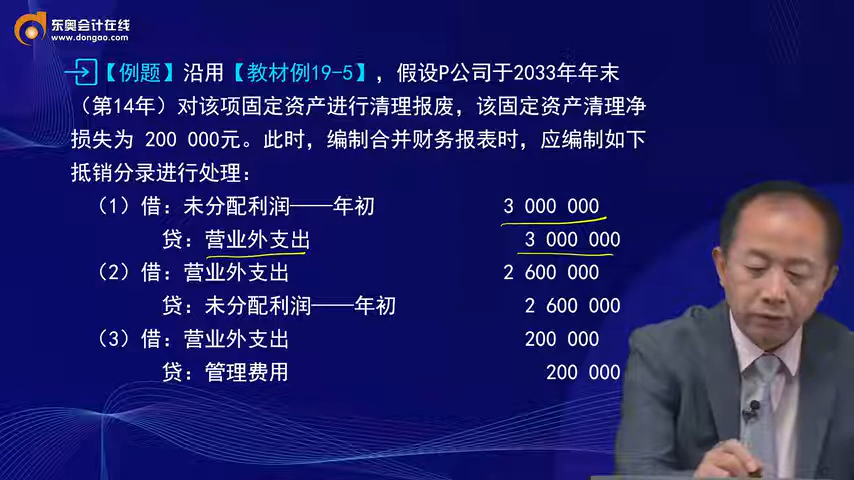 东奥会计在线
www.dongao.com
【例题】沿用【教材例19-5】，假设P公司于2033年年末
（第14年）对该项固定资产进行清理报废，该固定资产清理净
损失为 200 000元。此时，编制合并财务报表时，应编制如下
抵销分录进行处理：
（1）借：未分配利润——年初 3 000 000
贷：营业外支出 3 000 000
（2）借：营业外支出 2 600 000
贷：未分配利润——年初 2 600 000
（3）借：营业外支出 200 000
贷：管理费用 200 000